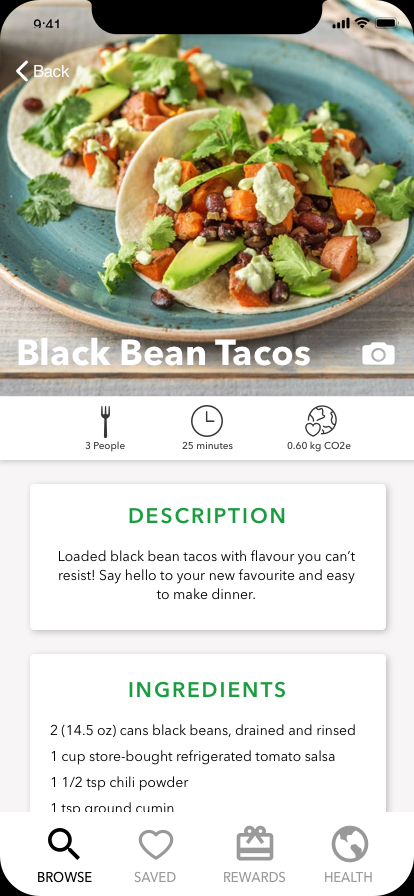 9:41
Back
Black Bean Tacos
3 People
25 minutes
0.60 kg CO2e
DESCRIPTION
Loaded black bean tacos with flavour you can't
resist! Say hello to your new favourite and easy
to make dinner.
INGREDIENTS
2 (14.5 oz) cans black beans, drained and rinsed
1 cup store-bought refrigerated tomato salsa
1 1/2 tsp chili powder
1 tsp ground cumin
BROWSE
SAVED
REWARDS
HEALTH